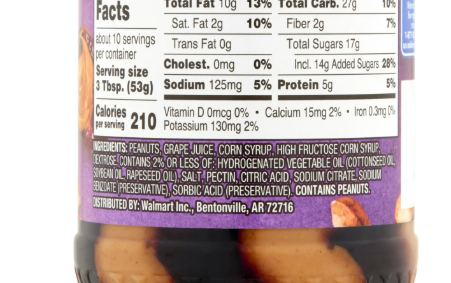 Facts
about 10 servings
per container
Serving size
3 Tbsp. (53g)
Calories
per serving 210
Total Fat 10g 13%
Sat. Fat 2g 10%
Trans Fat 0g
Cholest. 0mg 0%
Sodium 125mg 5%
Total Carb. 27g 10%
Fiber 2g 7%
Total Sugars 17g
Incl. 14g Added Sugars 28%
Protein 5g 5%
Vitamin D 0mcg 0% • Calcium 15mg 2% • Iron 0.3mg 0%
Potassium 130mg 2%
INGREDIENTS: PEANUTS, GRAPE JUICE, CORN SYRUP, HIGH FRUCTOSE CORN SYRUP,
DEXTROSE, CONTAINS 2% OR LESS OF: HYDROGENATED VEGETABLE OIL (COTTONSEED OIL,
SOYBEAN OIL, RAPESEED OIL), SALT, PECTIN, CITRIC ACID, SODIUM CITRATE, SODIUM
BENZOATE (PRESERVATIVE), SORBIC ACID (PRESERVATIVE). CONTAINS PEANUTS.
DISTRIBUTED BY: Walmart Inc., Bentonville, AR 72716